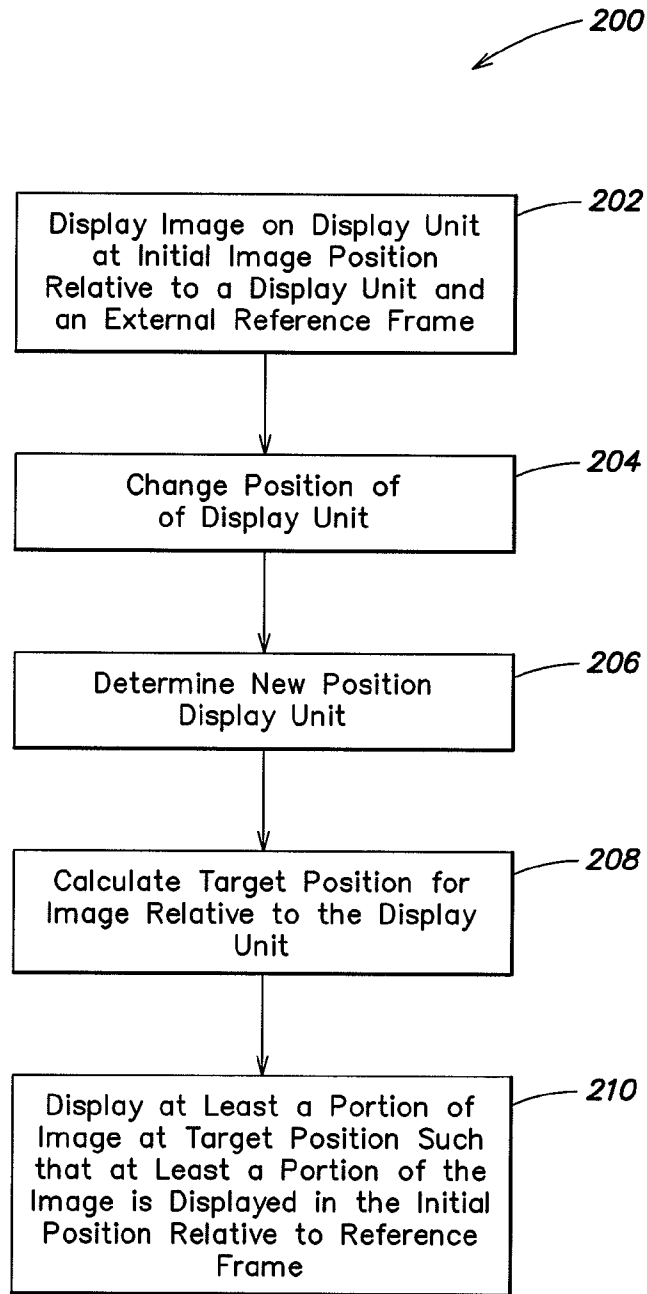 200
202
Display Image on Display Unit
at Initial Image Position
Relative to a Display Unit and
an External Reference Frame
204
Change Position of
of Display Unit
206
Determine New Position
Display Unit
208
Calculate Target Position for
Image Relative to the Display
Unit
210
Display at Least a Portion of
Image at Target Position Such
that at Least a Portion of the
Image is Displayed in the Initial
Position Relative to Reference
Frame